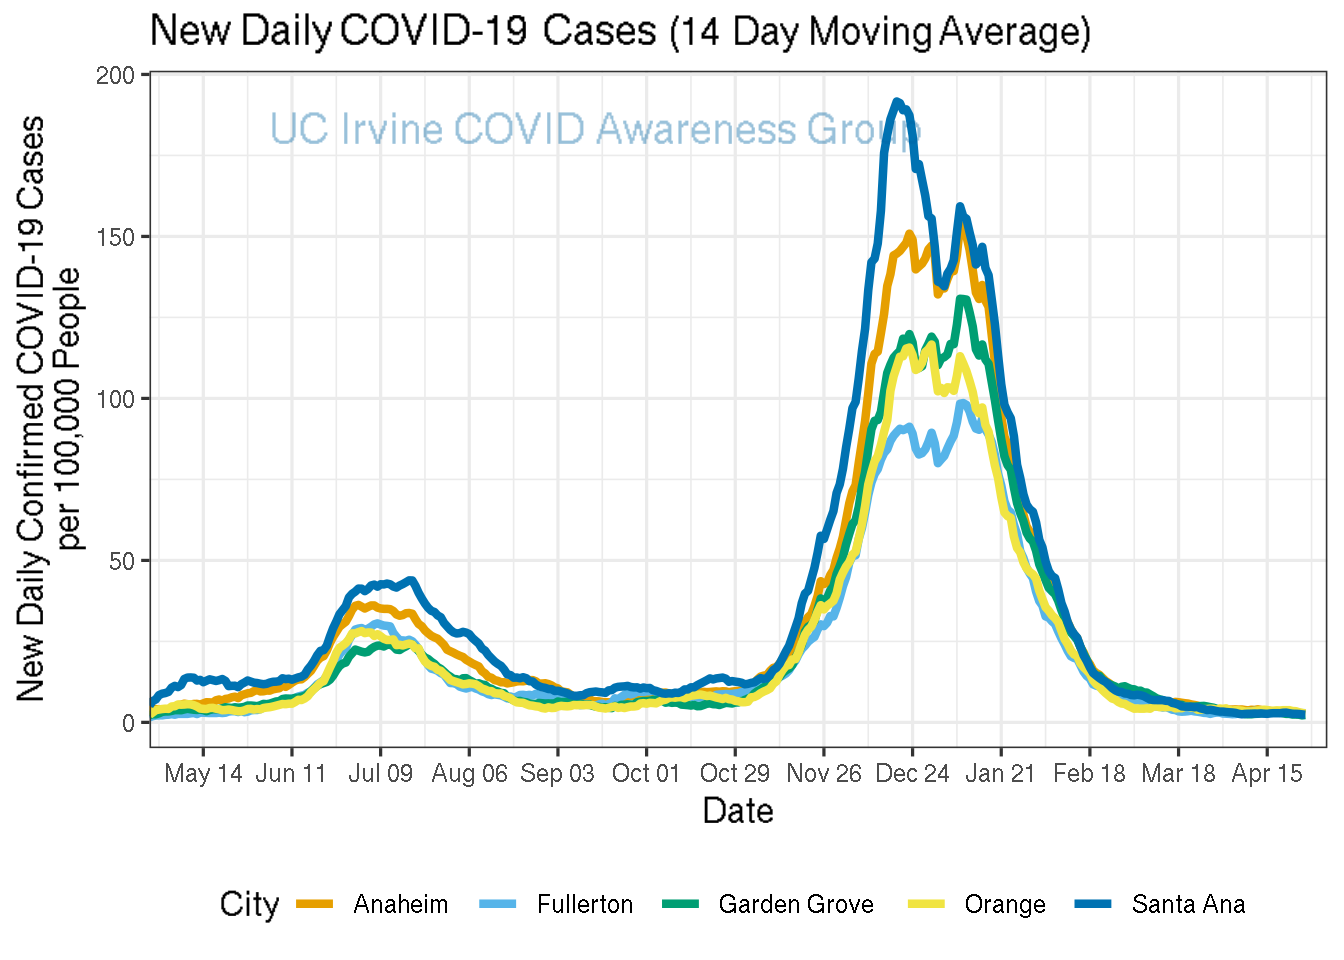 New Daily COVID-19 Cases (14 Day Moving Average)
UC Irvine COVID Awareness Group
New Daily Confirmed COVID-19 Cases
per 100,000 People
200
150
100
50
0
May 14 Jun 11 Jul 09 Aug 06 Sep 03 Oct 01 Oct 29 Nov 26 Dec 24 Jan 21 Feb 18 Mar 18 Apr 15
Date
City Anaheim Fullerton Garden Grove Orange Santa Ana